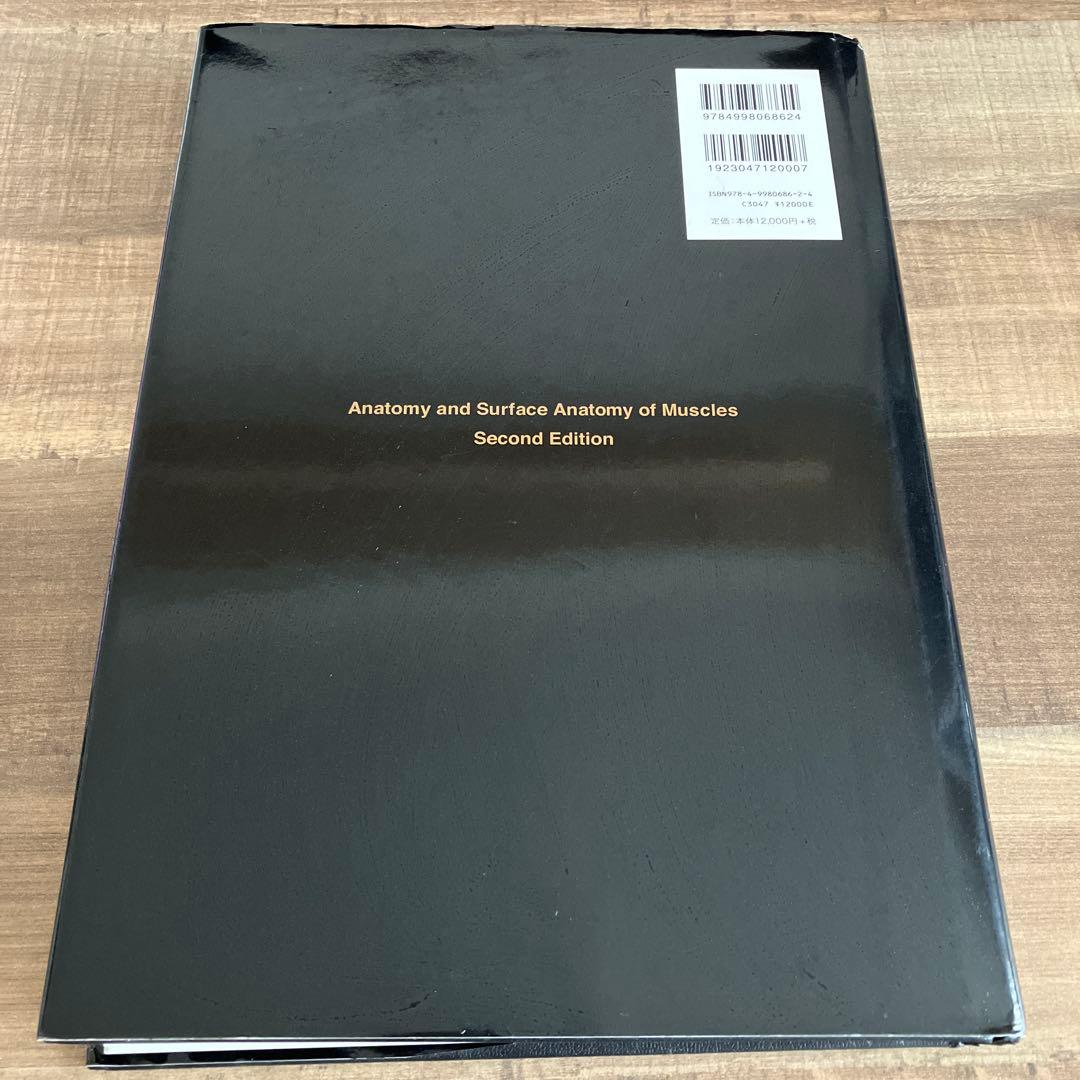 9784998068624
1923047120007
ISBN978-4-9980686-2-4
C3047 ¥12000E
定価：本体12,000円+税
Anatomy and Surface Anatomy of Muscles
Second Edition